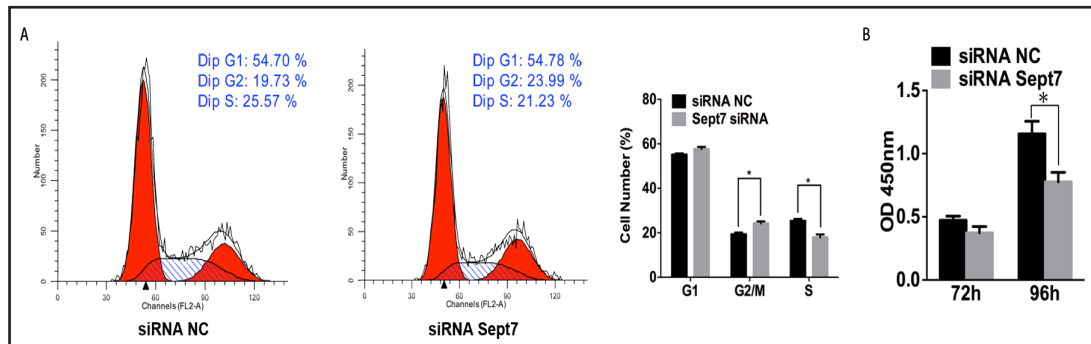 A
Dip G1: 54.70 %
Dip G2: 19.73 %
Dip S: 25.57 %
Number
0 50 100 150 200
0 30 60 90 120
Channels (FL2-A)
siRNA NC
Dip G1: 54.78 %
Dip G2: 23.99 %
Dip S: 21.23 %
Number
0 50 100 150 200
0 30 60 90 120
Channels (FL2-A)
siRNA Sept7
siRNA NC
Sept7 siRNA
Cell Number (%)
80
60
40
20
0
* *
G1 G2/M S
B
siRNA NC
siRNA Sept7
*
OD 450nm
1.5
1.0
0.5
0.0
72h 96h